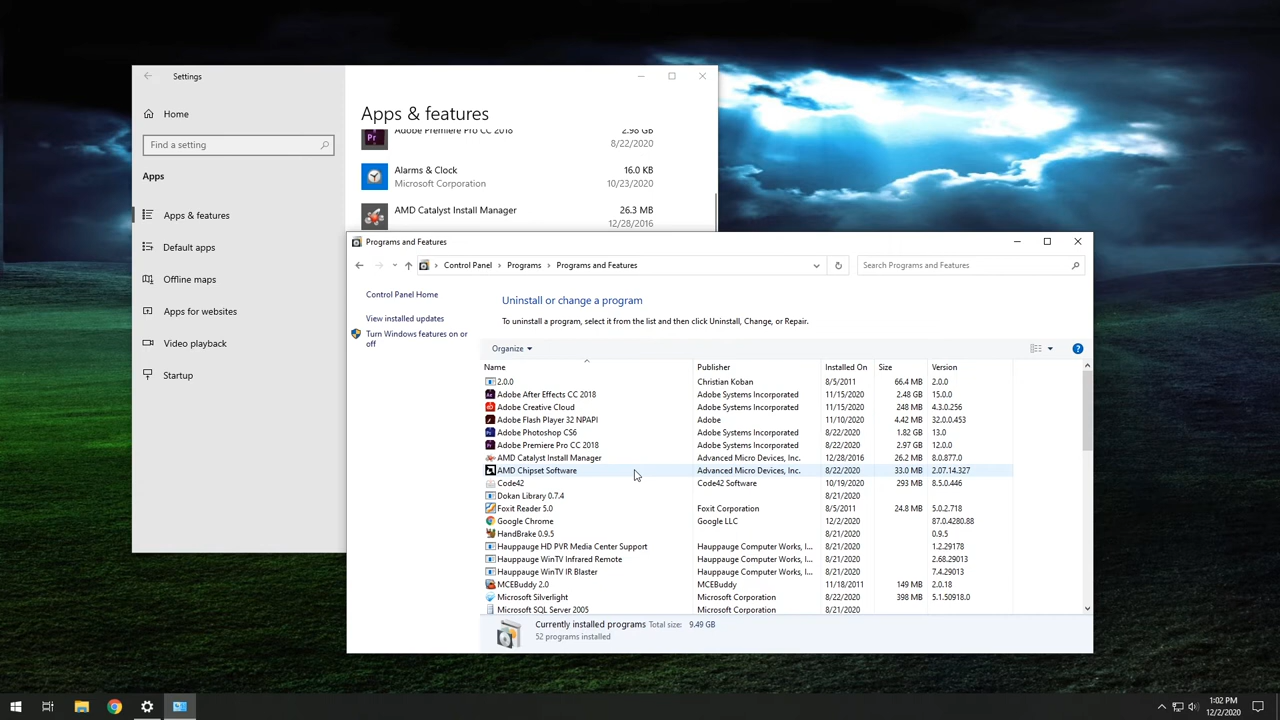 Settings
Home
Find a setting
Apps
Apps & features
Default apps
Offline maps
Apps for websites
Video playback
Startup
Apps & features
Adobe Premiere Pro CC 2018 2.98 GB
8/22/2020
Alarms & Clock 16.0 KB
Microsoft Corporation 10/23/2020
AMD Catalyst Install Manager 26.3 MB
12/28/2016
Programs and Features
Control Panel > Programs > Programs and Features
Search Programs and Features
Control Panel Home
View installed updates
Turn Windows features on or
off
Uninstall or change a program
To uninstall a program, select it from the list and then click Uninstall, Change, or Repair.
Organize
Name Publisher Installed On Size Version
2.0.0 Christian Koban 8/5/2011 66.4 MB 2.0.0
Adobe After Effects CC 2018 Adobe Systems Incorporated 11/15/2020 2.48 GB 15.0.0
Adobe Creative Cloud Adobe Systems Incorporated 11/15/2020 248 MB 4.3.0.256
Adobe Flash Player 32 NPAPI Adobe 11/10/2020 4.42 MB 32.0.0.453
Adobe Photoshop CS6 Adobe Systems Incorporated 8/22/2020 1.82 GB 13.0
Adobe Premiere Pro CC 2018 Adobe Systems Incorporated 8/22/2020 2.97 GB 12.0.0
AMD Catalyst Install Manager Advanced Micro Devices, Inc. 12/28/2016 26.2 MB 8.0.877.0
AMD Chipset Software Advanced Micro Devices, Inc. 8/22/2020 33.0 MB 2.07.14.327
Code42 Code42 Software 10/19/2020 293 MB 8.5.0.446
Dokan Library 0.7.4 8/21/2020
Foxit Reader 5.0 Foxit Corporation 8/5/2011 24.8 MB 5.0.2.718
Google Chrome Google LLC 12/2/2020 87.0.4280.88
HandBrake 0.9.5 8/21/2020 0.9.5
Hauppauge HD PVR Media Center Support Hauppauge Computer Works, I... 8/21/2020 1.2.29178
Hauppauge WinTV Infrared Remote Hauppauge Computer Works, I... 8/21/2020 2.68.29013
Hauppauge WinTV IR Blaster Hauppauge Computer Works, I... 8/21/2020 7.4.29013
MCEBuddy 2.0 MCEBuddy 11/18/2011 149 MB 2.0.18
Microsoft Silverlight Microsoft Corporation 8/22/2020 398 MB 5.1.50918.0
Microsoft SQL Server 2005 Microsoft Corporation 8/21/2020
Currently installed programs Total size: 9.49 GB
52 programs installed
1:02 PM
12/2/2020